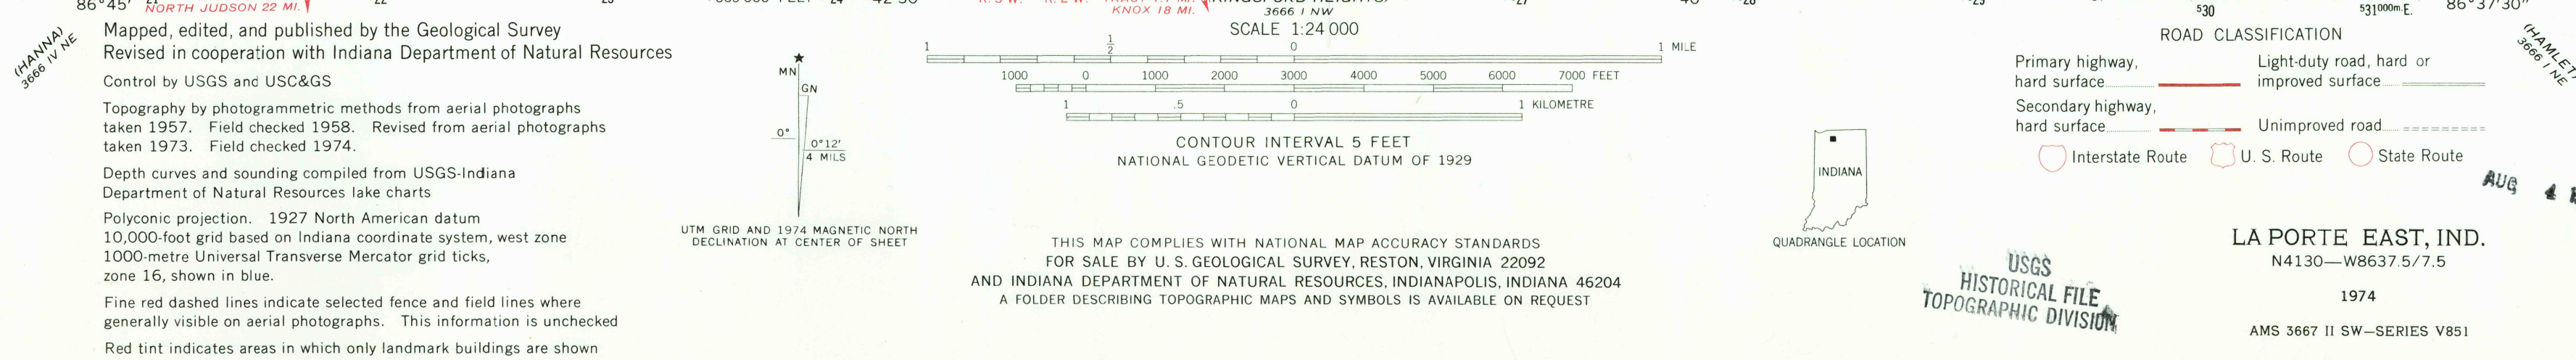 86°45′
NORTH JUDSON 22 MI.
KNOX 18 MI.
3666 I NW
530
531000m.E.
86°37′30″
(HANNA)
3666 IV NE
Mapped, edited, and published by the Geological Survey
Revised in cooperation with Indiana Department of Natural Resources
Control by USGS and USC&GS
Topography by photogrammetric methods from aerial photographs
taken 1957. Field checked 1958. Revised from aerial photographs
taken 1973. Field checked 1974.
Depth curves and sounding compiled from USGS-Indiana
Department of Natural Resources lake charts
Polyconic projection. 1927 North American datum
10,000-foot grid based on Indiana coordinate system, west zone
1000-metre Universal Transverse Mercator grid ticks,
zone 16, shown in blue.
Fine red dashed lines indicate selected fence and field lines where
generally visible on aerial photographs. This information is unchecked
Red tint indicates areas in which only landmark buildings are shown
MN
GN
0°
0°12′
4 MILS
UTM GRID AND 1974 MAGNETIC NORTH
DECLINATION AT CENTER OF SHEET
SCALE 1:24 000
1 1/2 0 1 MILE
1000 0 1000 2000 3000 4000 5000 6000 7000 FEET
1 .5 0 1 KILOMETRE
CONTOUR INTERVAL 5 FEET
NATIONAL GEODETIC VERTICAL DATUM OF 1929
THIS MAP COMPLIES WITH NATIONAL MAP ACCURACY STANDARDS
FOR SALE BY U. S. GEOLOGICAL SURVEY, RESTON, VIRGINIA 22092
AND INDIANA DEPARTMENT OF NATURAL RESOURCES, INDIANAPOLIS, INDIANA 46204
A FOLDER DESCRIBING TOPOGRAPHIC MAPS AND SYMBOLS IS AVAILABLE ON REQUEST
INDIANA
QUADRANGLE LOCATION
ROAD CLASSIFICATION
Primary highway,
hard surface
Light-duty road, hard or
improved surface
Secondary highway,
hard surface
Unimproved road
Interstate Route U. S. Route State Route
(HAMLET)
3666 I NE
AUG 4
USGS
HISTORICAL FILE
TOPOGRAPHIC DIVISION
LA PORTE EAST, IND.
N4130—W8637.5/7.5
1974
AMS 3667 II SW—SERIES V851